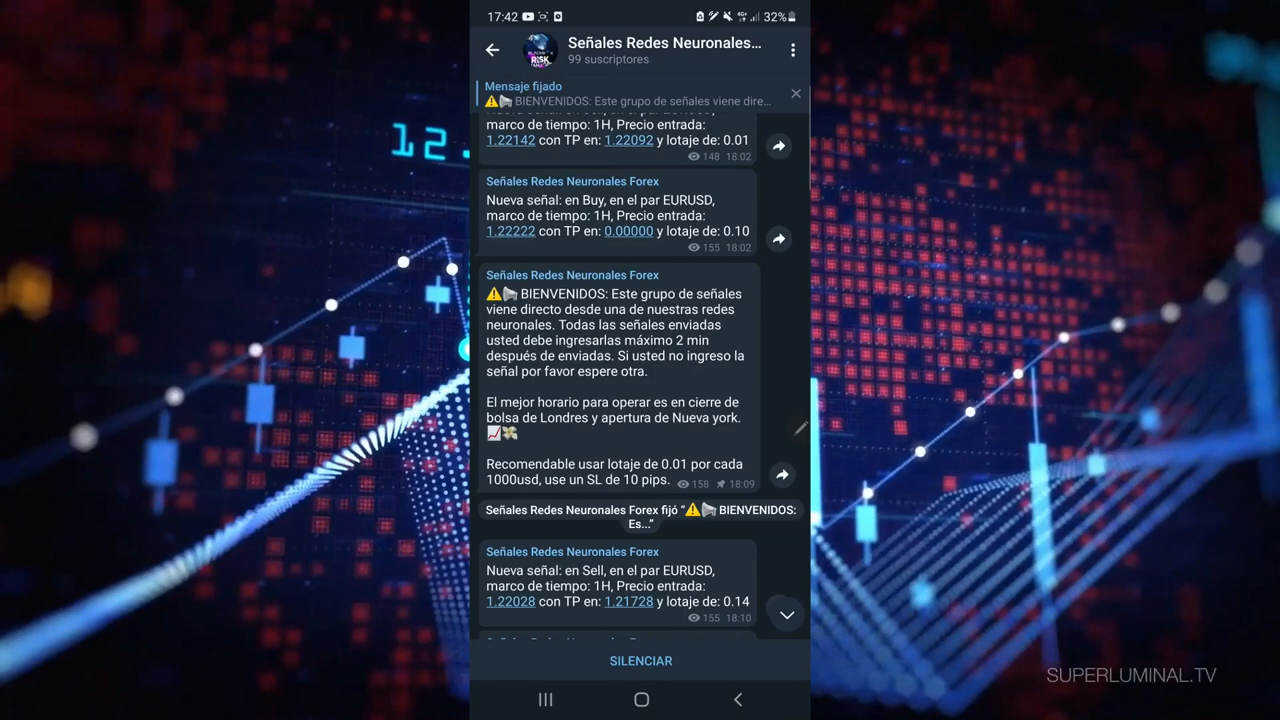 17:42
32%
Señales Redes Neuronales...
99 suscriptores
Mensaje fijado
⚠️📢 BIENVENIDOS: Este grupo de señales viene dire...
marco de tiempo: 1H, Precio entrada:
1.22142 con TP en: 1.22092 y lotaje de: 0.01
148 18:02
Señales Redes Neuronales Forex
Nueva señal: en Buy, en el par EURUSD,
marco de tiempo: 1H, Precio entrada:
1.22222 con TP en: 0.00000 y lotaje de: 0.10
155 18:02
Señales Redes Neuronales Forex
⚠️📢 BIENVENIDOS: Este grupo de señales
viene directo desde una de nuestras redes
neuronales. Todas las señales enviadas
usted debe ingresarlas máximo 2 min
después de enviadas. Si usted no ingreso la
señal por favor espere otra.
El mejor horario para operar es en cierre de
bolsa de Londres y apertura de Nueva york.
📈💸
Recomendable usar lotaje de 0.01 por cada
1000usd, use un SL de 10 pips.
158 18:09
Señales Redes Neuronales Forex fijó “⚠️📢 BIENVENIDOS:
Es...”
Señales Redes Neuronales Forex
Nueva señal: en Sell, en el par EURUSD,
marco de tiempo: 1H, Precio entrada:
1.22028 con TP en: 1.21728 y lotaje de: 0.14
155 18:10
SILENCIAR
12.
RISK
SUPERLUMINAL.TV